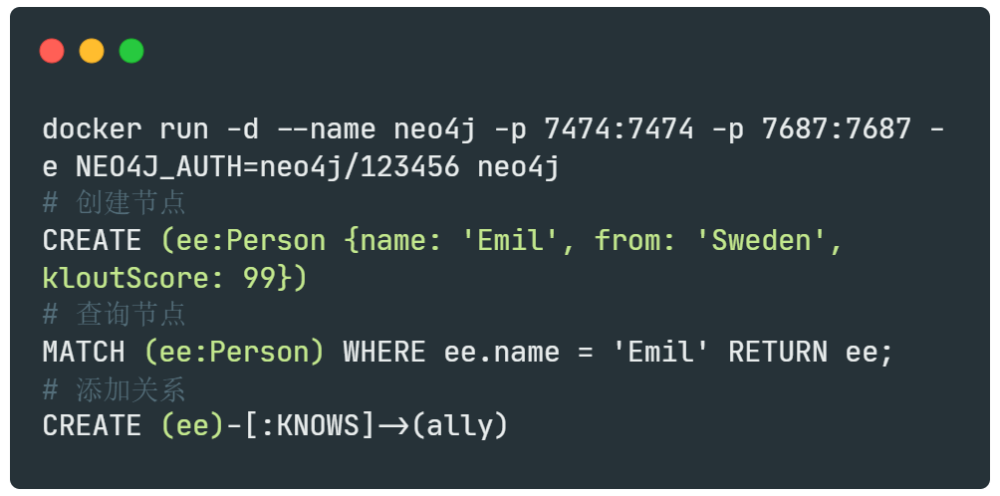 docker run -d --name neo4j -p 7474:7474 -p 7687:7687 -
e NEO4J_AUTH=neo4j/123456 neo4j
# 创建节点
CREATE (ee:Person {name: 'Emil', from: 'Sweden',
kloutScore: 99})
# 查询节点
MATCH (ee:Person) WHERE ee.name = 'Emil' RETURN ee;
# 添加关系
CREATE (ee)-[:KNOWS]->(ally)